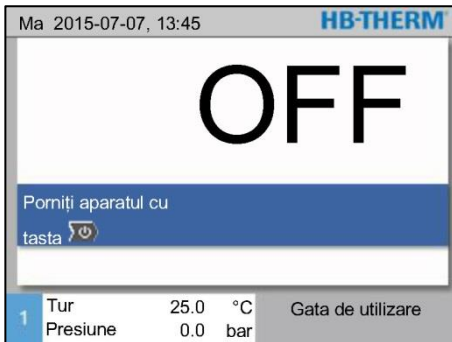 Ma 2015-07-07, 13:45 HB-THERM
OFF
Porniți aparatul cu
tasta
1 Tur 25.0 °C Gata de utilizare
Presiune 0.0 bar